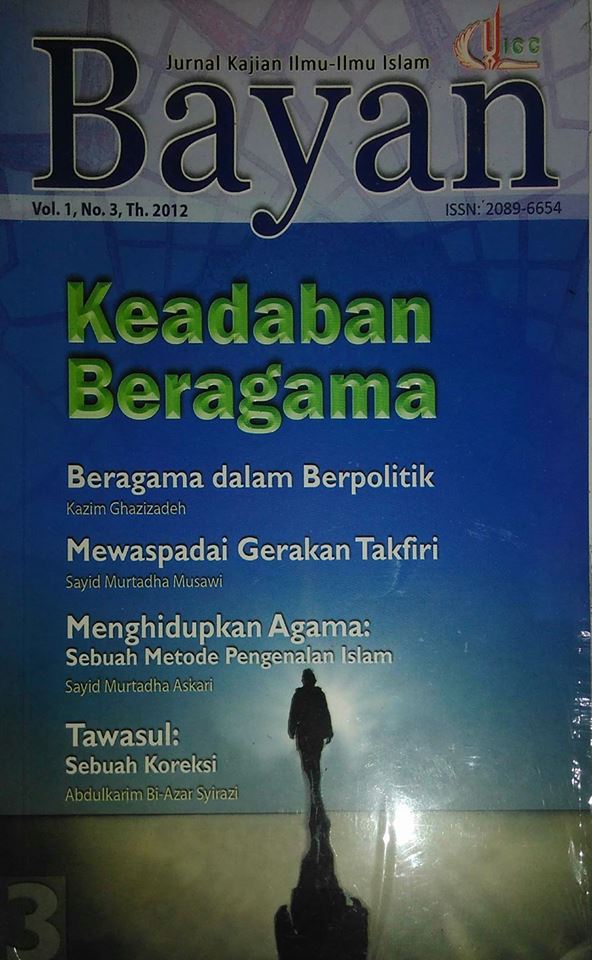 Jurnal Kajian Ilmu-Ilmu Islam
ICC
Bayan
Vol. 1, No. 3, Th. 2012
ISSN: 2089-6654
Keadaban
Beragama
Beragama dalam Berpolitik
Kazim Ghazizadeh
Mewaspadai Gerakan Takfiri
Sayid Murtadha Musawi
Menghidupkan Agama:
Sebuah Metode Pengenalan Islam
Sayid Murtadha Askari
Tawasul:
Sebuah Koreksi
Abdulkarim Bi-Azar Syirazi
3